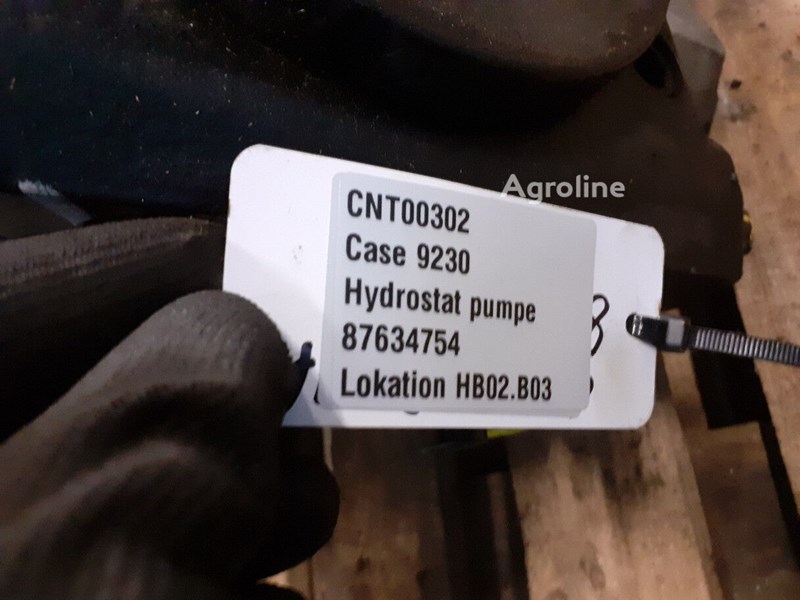 Agroline
CNT00302
Case 9230
Hydrostat pumpe
87634754
Lokation HB02.B03